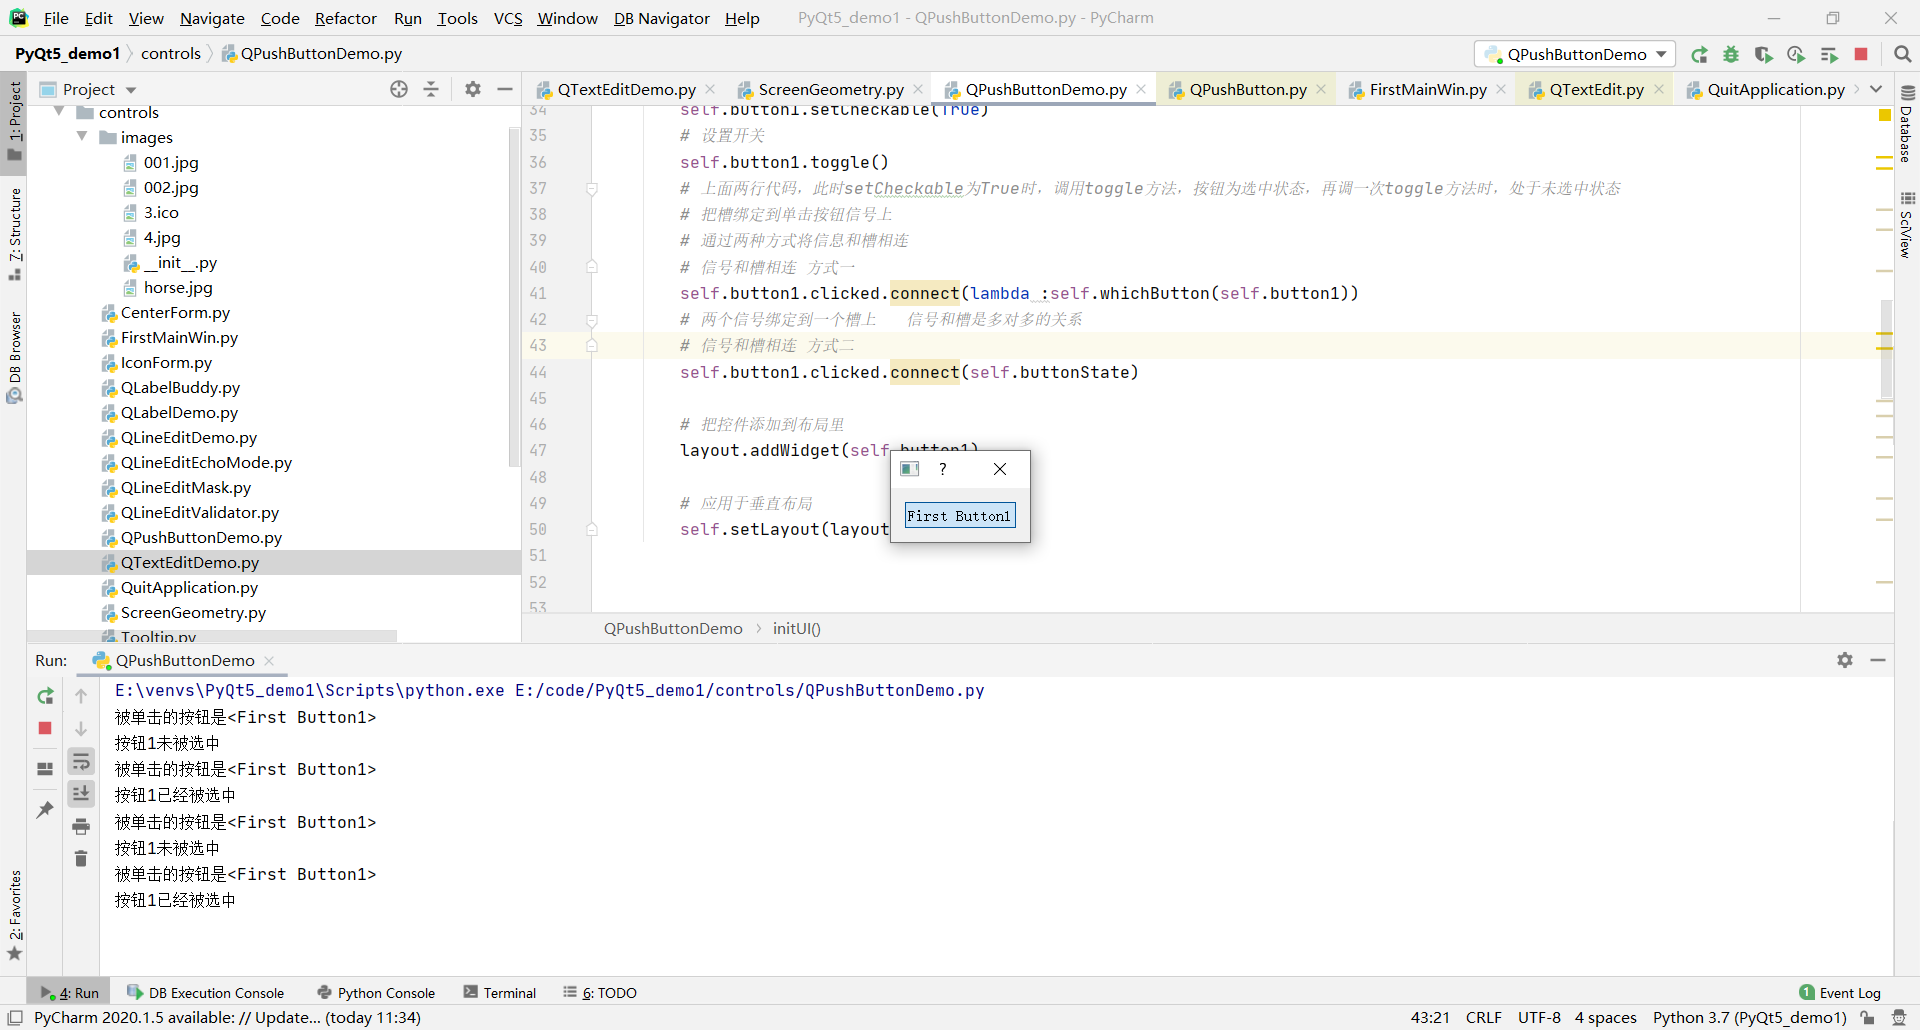 File Edit View Navigate Code Refactor Run Tools VCS Window DB Navigator Help PyQt5_demo1 - QPushButtonDemo.py - PyCharm
PyQt5_demo1 controls QPushButtonDemo.py QPushButtonDemo
Project
QTextEditDemo.py ScreenGeometry.py QPushButtonDemo.py QPushButton.py FirstMainWin.py QTextEdit.py QuitApplication.py
1: Project
7: Structure
DB Browser
2: Favorites
controls
images
001.jpg
002.jpg
3.ico
4.jpg
__init__.py
horse.jpg
CenterForm.py
FirstMainWin.py
IconForm.py
QLabelBuddy.py
QLabelDemo.py
QLineEditDemo.py
QLineEditEchoMode.py
QLineEditMask.py
QLineEditValidator.py
QPushButtonDemo.py
QTextEditDemo.py
QuitApplication.py
ScreenGeometry.py
Tooltip.py
34 self.button1.setCheckable(True)
35 # 设置开关
36 self.button1.toggle()
37 # 上面两行代码，此时setCheckable为True时，调用toggle方法，按钮为选中状态，再调一次toggle方法时，处于未选中状态
38 # 把槽绑定到单击按钮信号上
39 # 通过两种方式将信息和槽相连
40 # 信号和槽相连 方式一
41 self.button1.clicked.connect(lambda :self.whichButton(self.button1))
42 # 两个信号绑定到一个槽上 信号和槽是多对多的关系
43 # 信号和槽相连 方式二
44 self.button1.clicked.connect(self.buttonState)
45
46 # 把控件添加到布局里
47 layout.addWidget(self.button1)
48
49 # 应用于垂直布局
50 self.setLayout(layout
51
52
53
?
First Button1
Database
SciView
QPushButtonDemo initUI()
Run: QPushButtonDemo
E:\venvs\PyQt5_demo1\Scripts\python.exe E:/code/PyQt5_demo1/controls/QPushButtonDemo.py
被单击的按钮是<First Button1>
按钮1未被选中
被单击的按钮是<First Button1>
按钮1已经被选中
被单击的按钮是<First Button1>
按钮1未被选中
被单击的按钮是<First Button1>
按钮1已经被选中
4: Run DB Execution Console Python Console Terminal 6: TODO 1 Event Log
PyCharm 2020.1.5 available: // Update... (today 11:34) 43:21 CRLF UTF-8 4 spaces Python 3.7 (PyQt5_demo1)